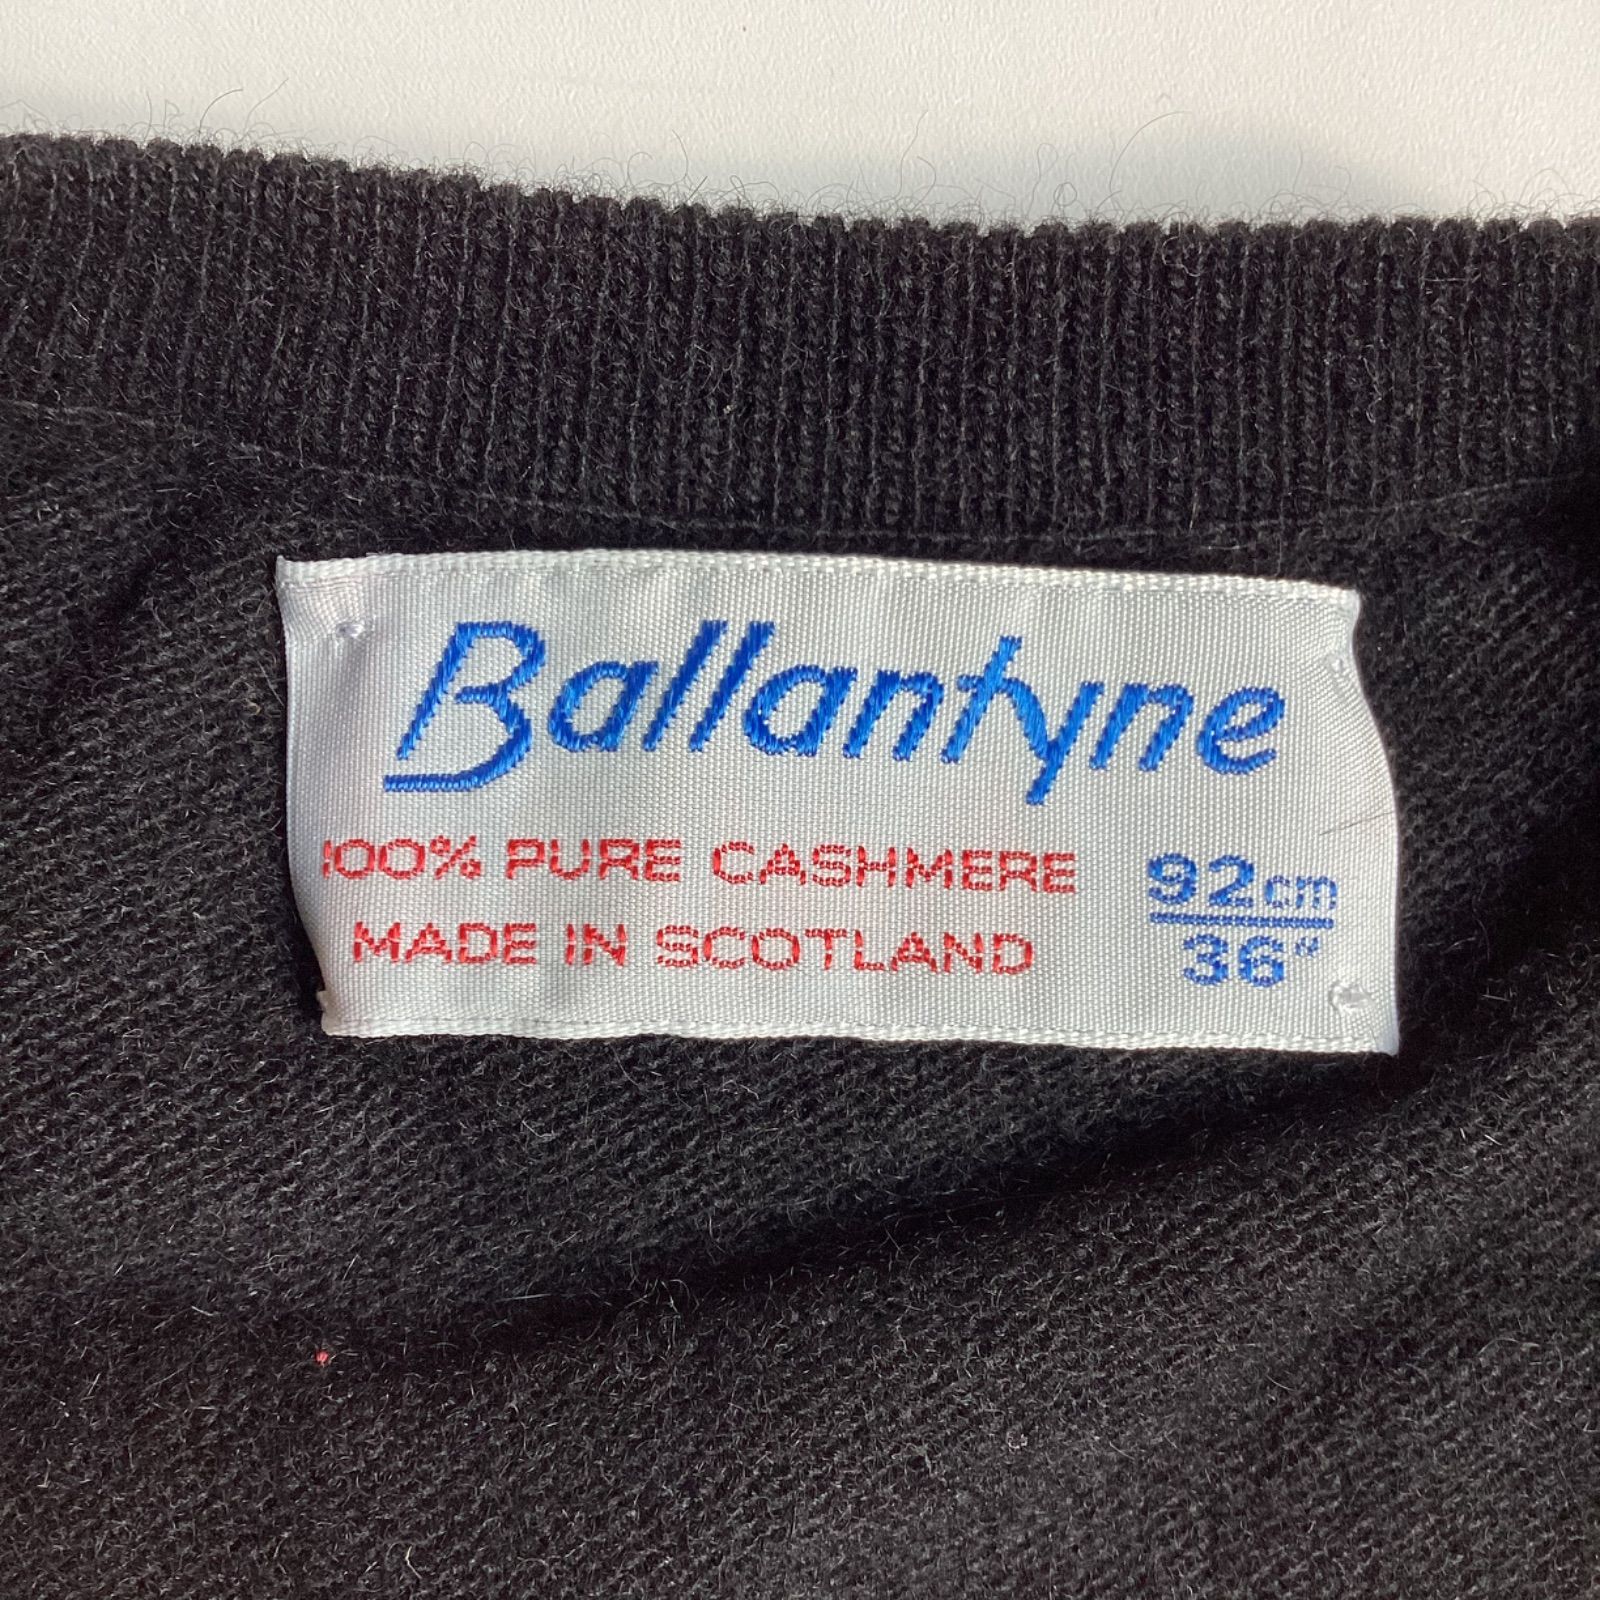 Ballantyne
100% PURE CASHMERE
MADE IN SCOTLAND
92cm
36"